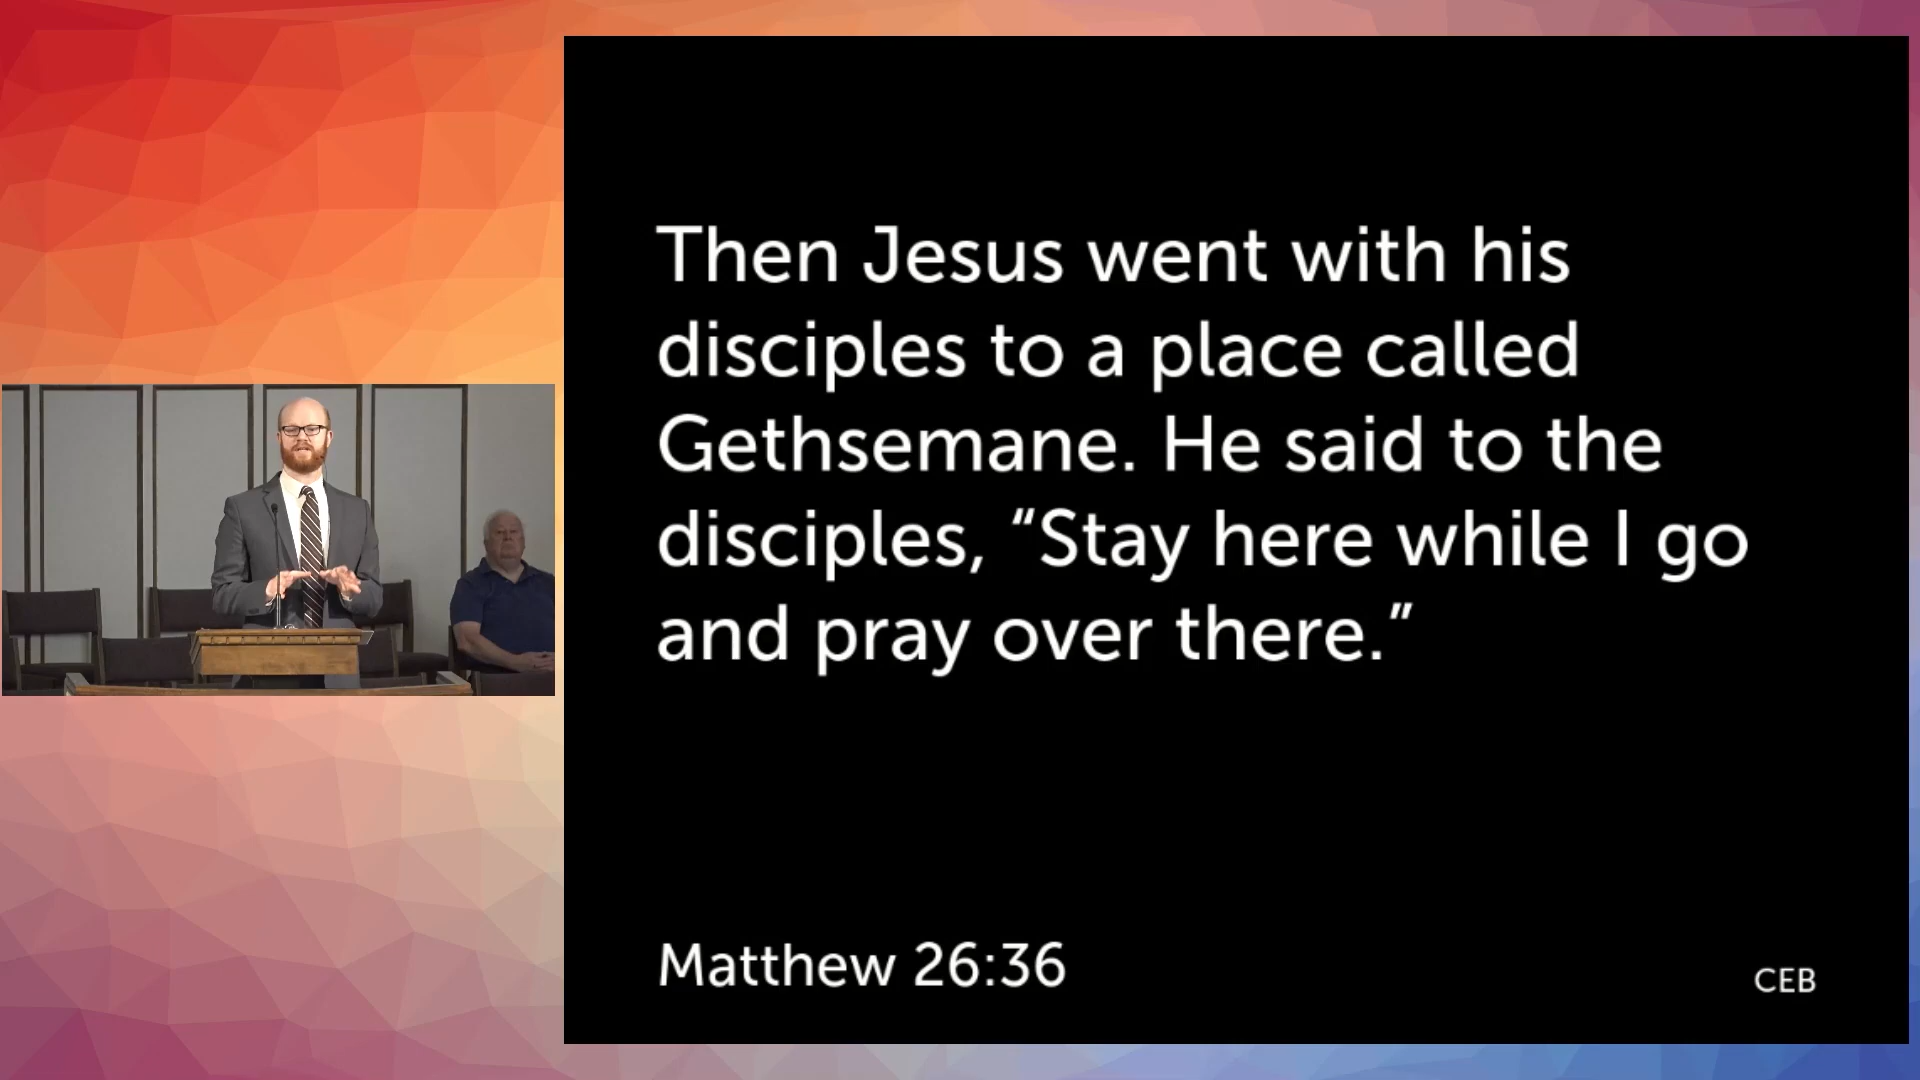 Then Jesus went with his
disciples to a place called
Gethsemane. He said to the
disciples, “Stay here while I go
and pray over there.”
Matthew 26:36
CEB